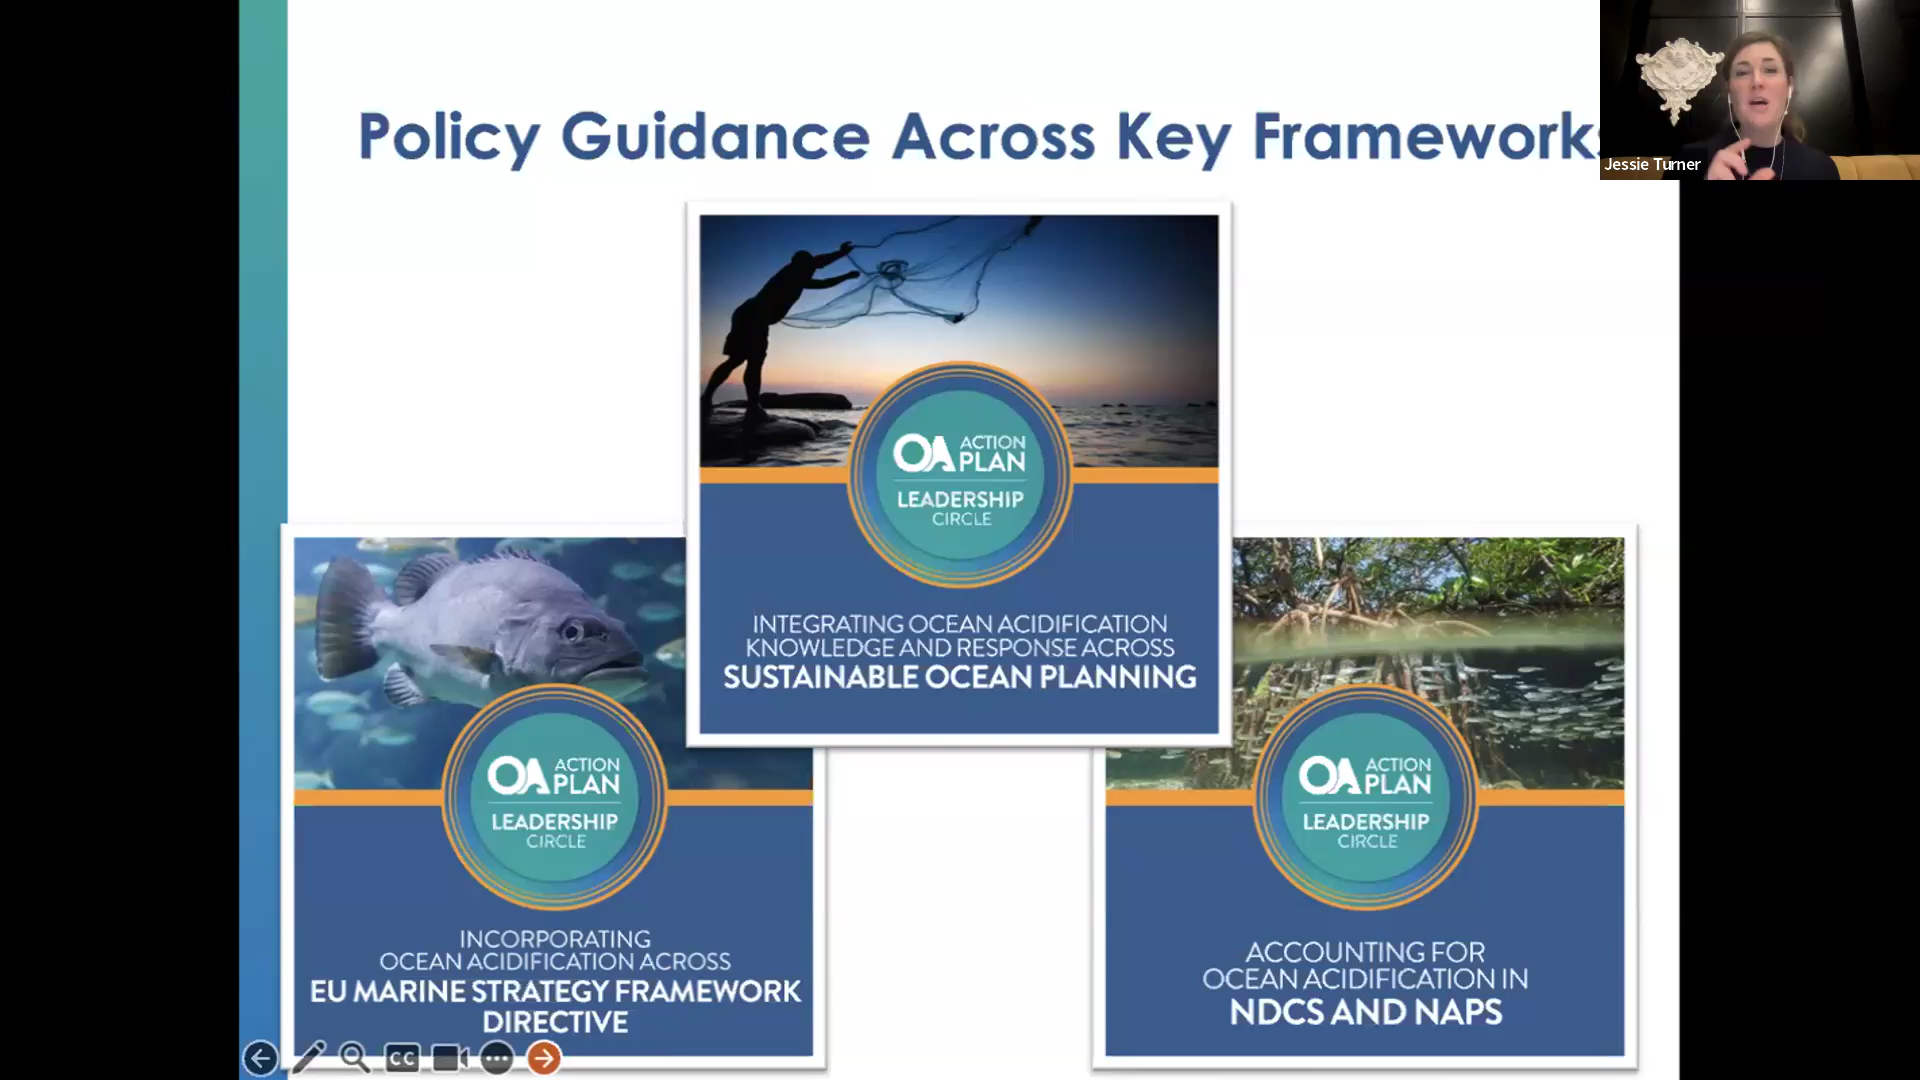 Policy Guidance Across Key Frameworks
Jessie Turner
OA ACTION PLAN
LEADERSHIP
CIRCLE
INTEGRATING OCEAN ACIDIFICATION
KNOWLEDGE AND RESPONSE ACROSS
SUSTAINABLE OCEAN PLANNING
OA ACTION PLAN
LEADERSHIP
CIRCLE
INCORPORATING
OCEAN ACIDIFICATION ACROSS
EU MARINE STRATEGY FRAMEWORK
DIRECTIVE
OA ACTION PLAN
LEADERSHIP
CIRCLE
ACCOUNTING FOR
OCEAN ACIDIFICATION IN
NDCS AND NAPS
CC